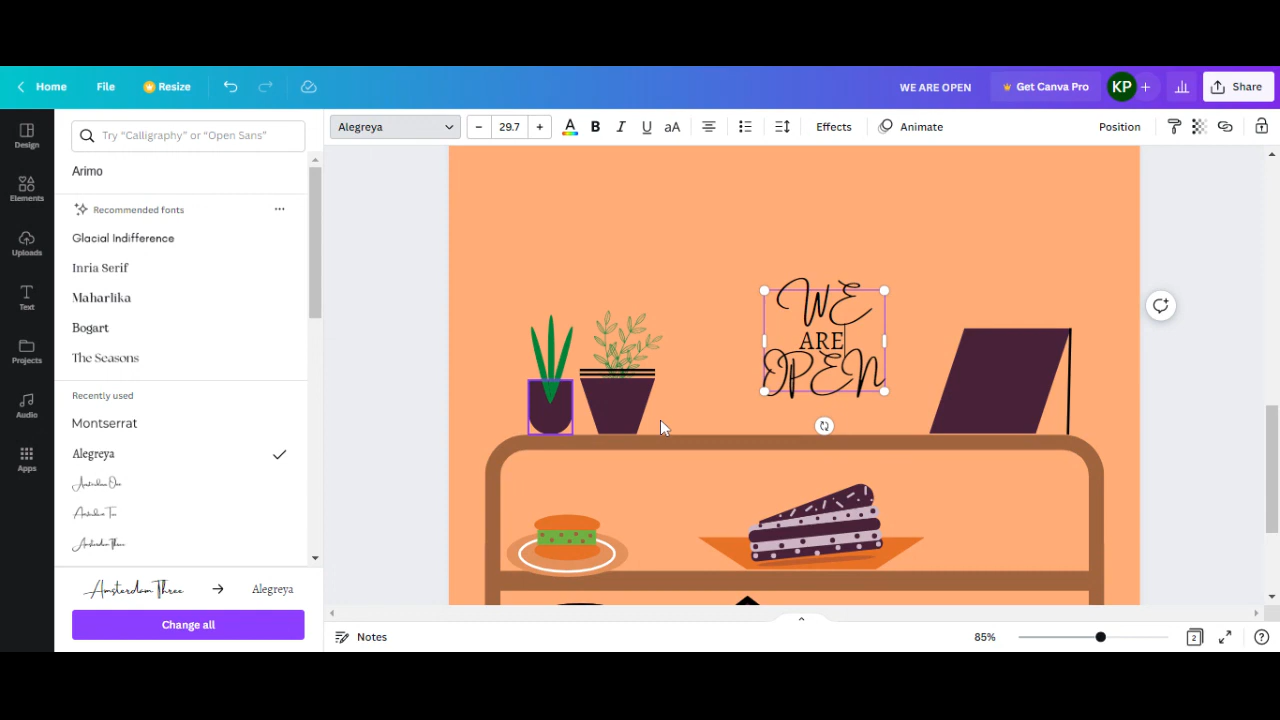 Home File Resize WE ARE OPEN Get Canva Pro KP + Share
Try "Calligraphy" or "Open Sans"
Alegreya - 29.7 + A B I U aA Effects Animate Position
Design
Elements
Uploads
Text
Projects
Audio
Apps
Arimo
Recommended fonts
Glacial Indifference
Inria Serif
Maharlika
Bogart
The Seasons
Recently used
Montserrat
Alegreya
Amsterdam One
Amsterdam Two
Amsterdam Three
Amsterdam Three → Alegreya
Change all
WE
ARE
OPEN
Notes 85% 2 ?